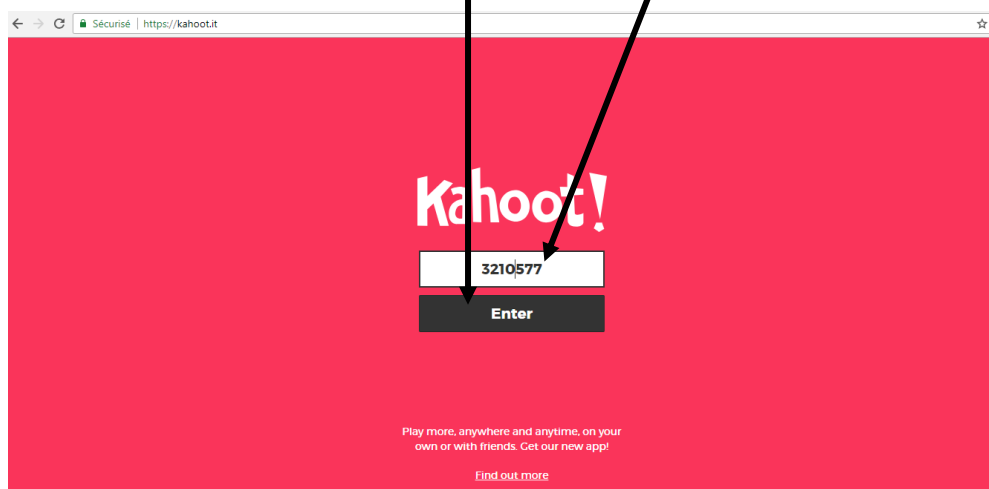 Sécurisé | https://kahoot.it
Kahoot!
3210577
Enter
Play more, anywhere and anytime, on your
own or with friends. Get our new app!
Find out more